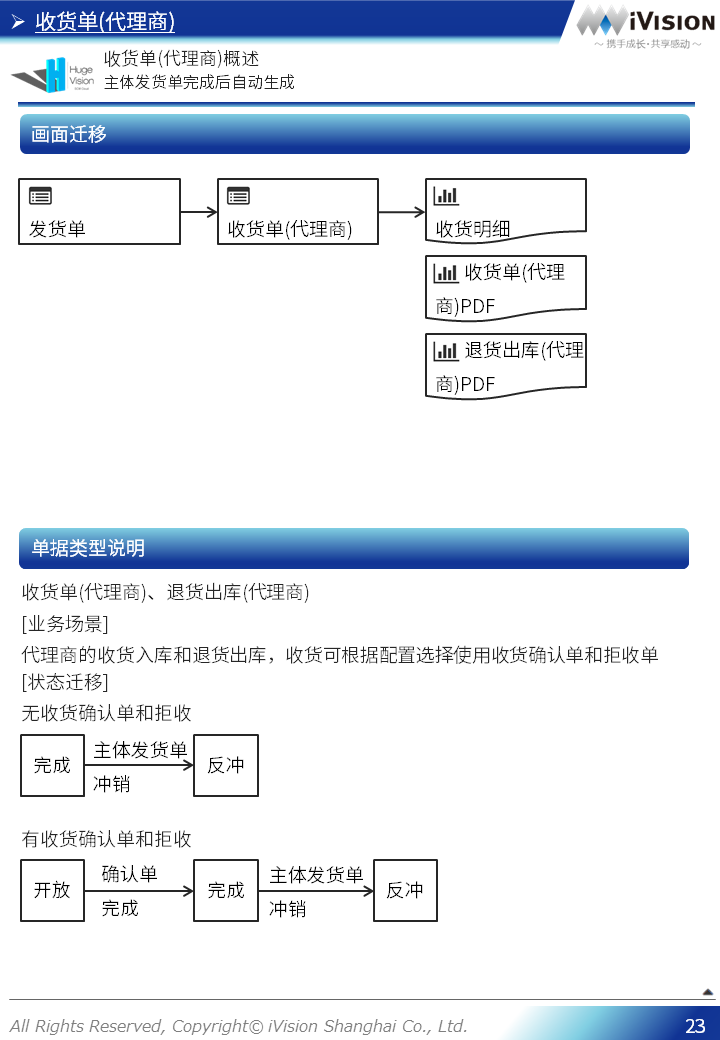 收货单(代理商)
iVision
～ 携手成长·共享感动 ～
Huge
Vision
收货单(代理商)概述
主体发货单完成后自动生成
画面迁移
发货单
收货单(代理商)
收货明细
收货单(代理
商)PDF
退货出库(代理
商)PDF
单据类型说明
收货单(代理商)、退货出库(代理商)
[业务场景]
代理商的收货入库和退货出库，收货可根据配置选择使用收货确认单和拒收单
[状态迁移]
无收货确认单和拒收
完成
主体发货单
冲销
反冲
有收货确认单和拒收
开放
确认单
完成
完成
主体发货单
冲销
反冲
All Rights Reserved, Copyright© iVision Shanghai Co., Ltd.
23